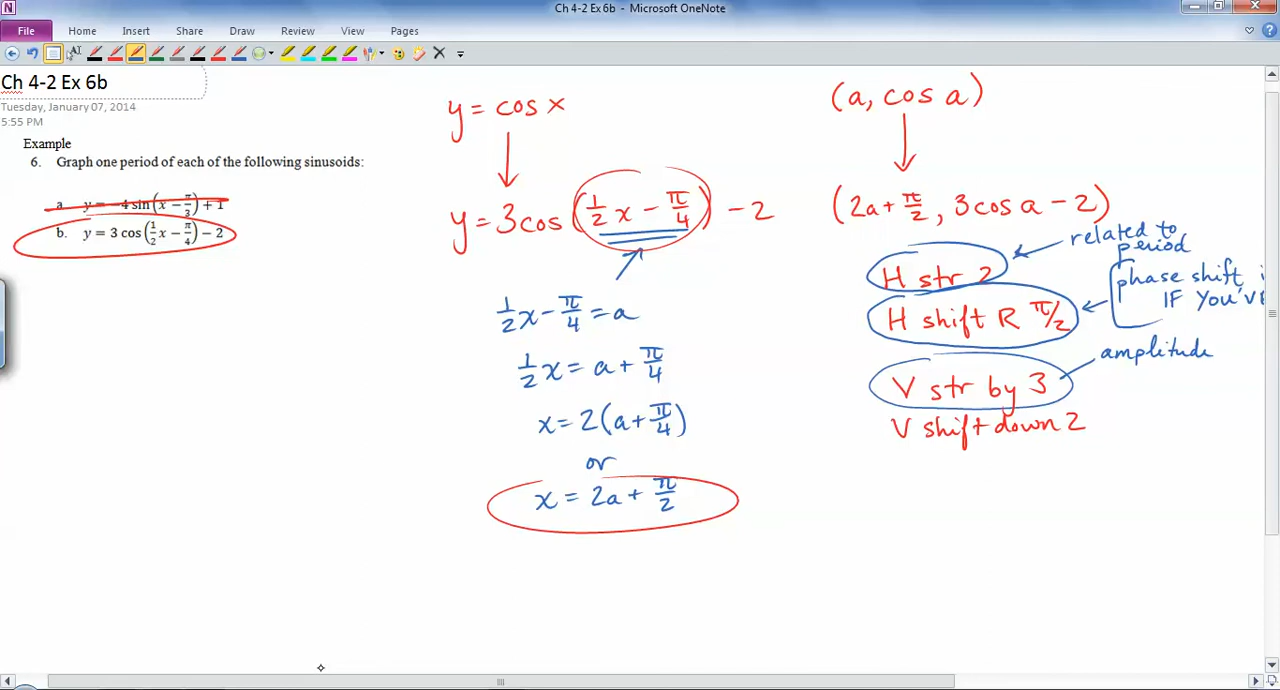 Ch 4-2 Ex 6b - Microsoft OneNote
File Home Insert Share Draw Review View Pages
Ch 4-2 Ex 6b
Tuesday, January 07, 2014
5:55 PM
Example
6. Graph one period of each of the following sinusoids:
a. y = -4 sin(x - π/3) + 1
b. y = 3 cos(1/2 x - π/4) - 2
y = cos x
y = 3cos(1/2 x - π/4) - 2
1/2 x - π/4 = a
1/2 x = a + π/4
x = 2(a + π/4)
or
x = 2a + π/2
(a, cos a)
(2a + π/2, 3cos a - 2)
related to
period
H str 2
phase shift i
IF YOU'VE
H shift R π/2
amplitude
V str by 3
V shift down 2